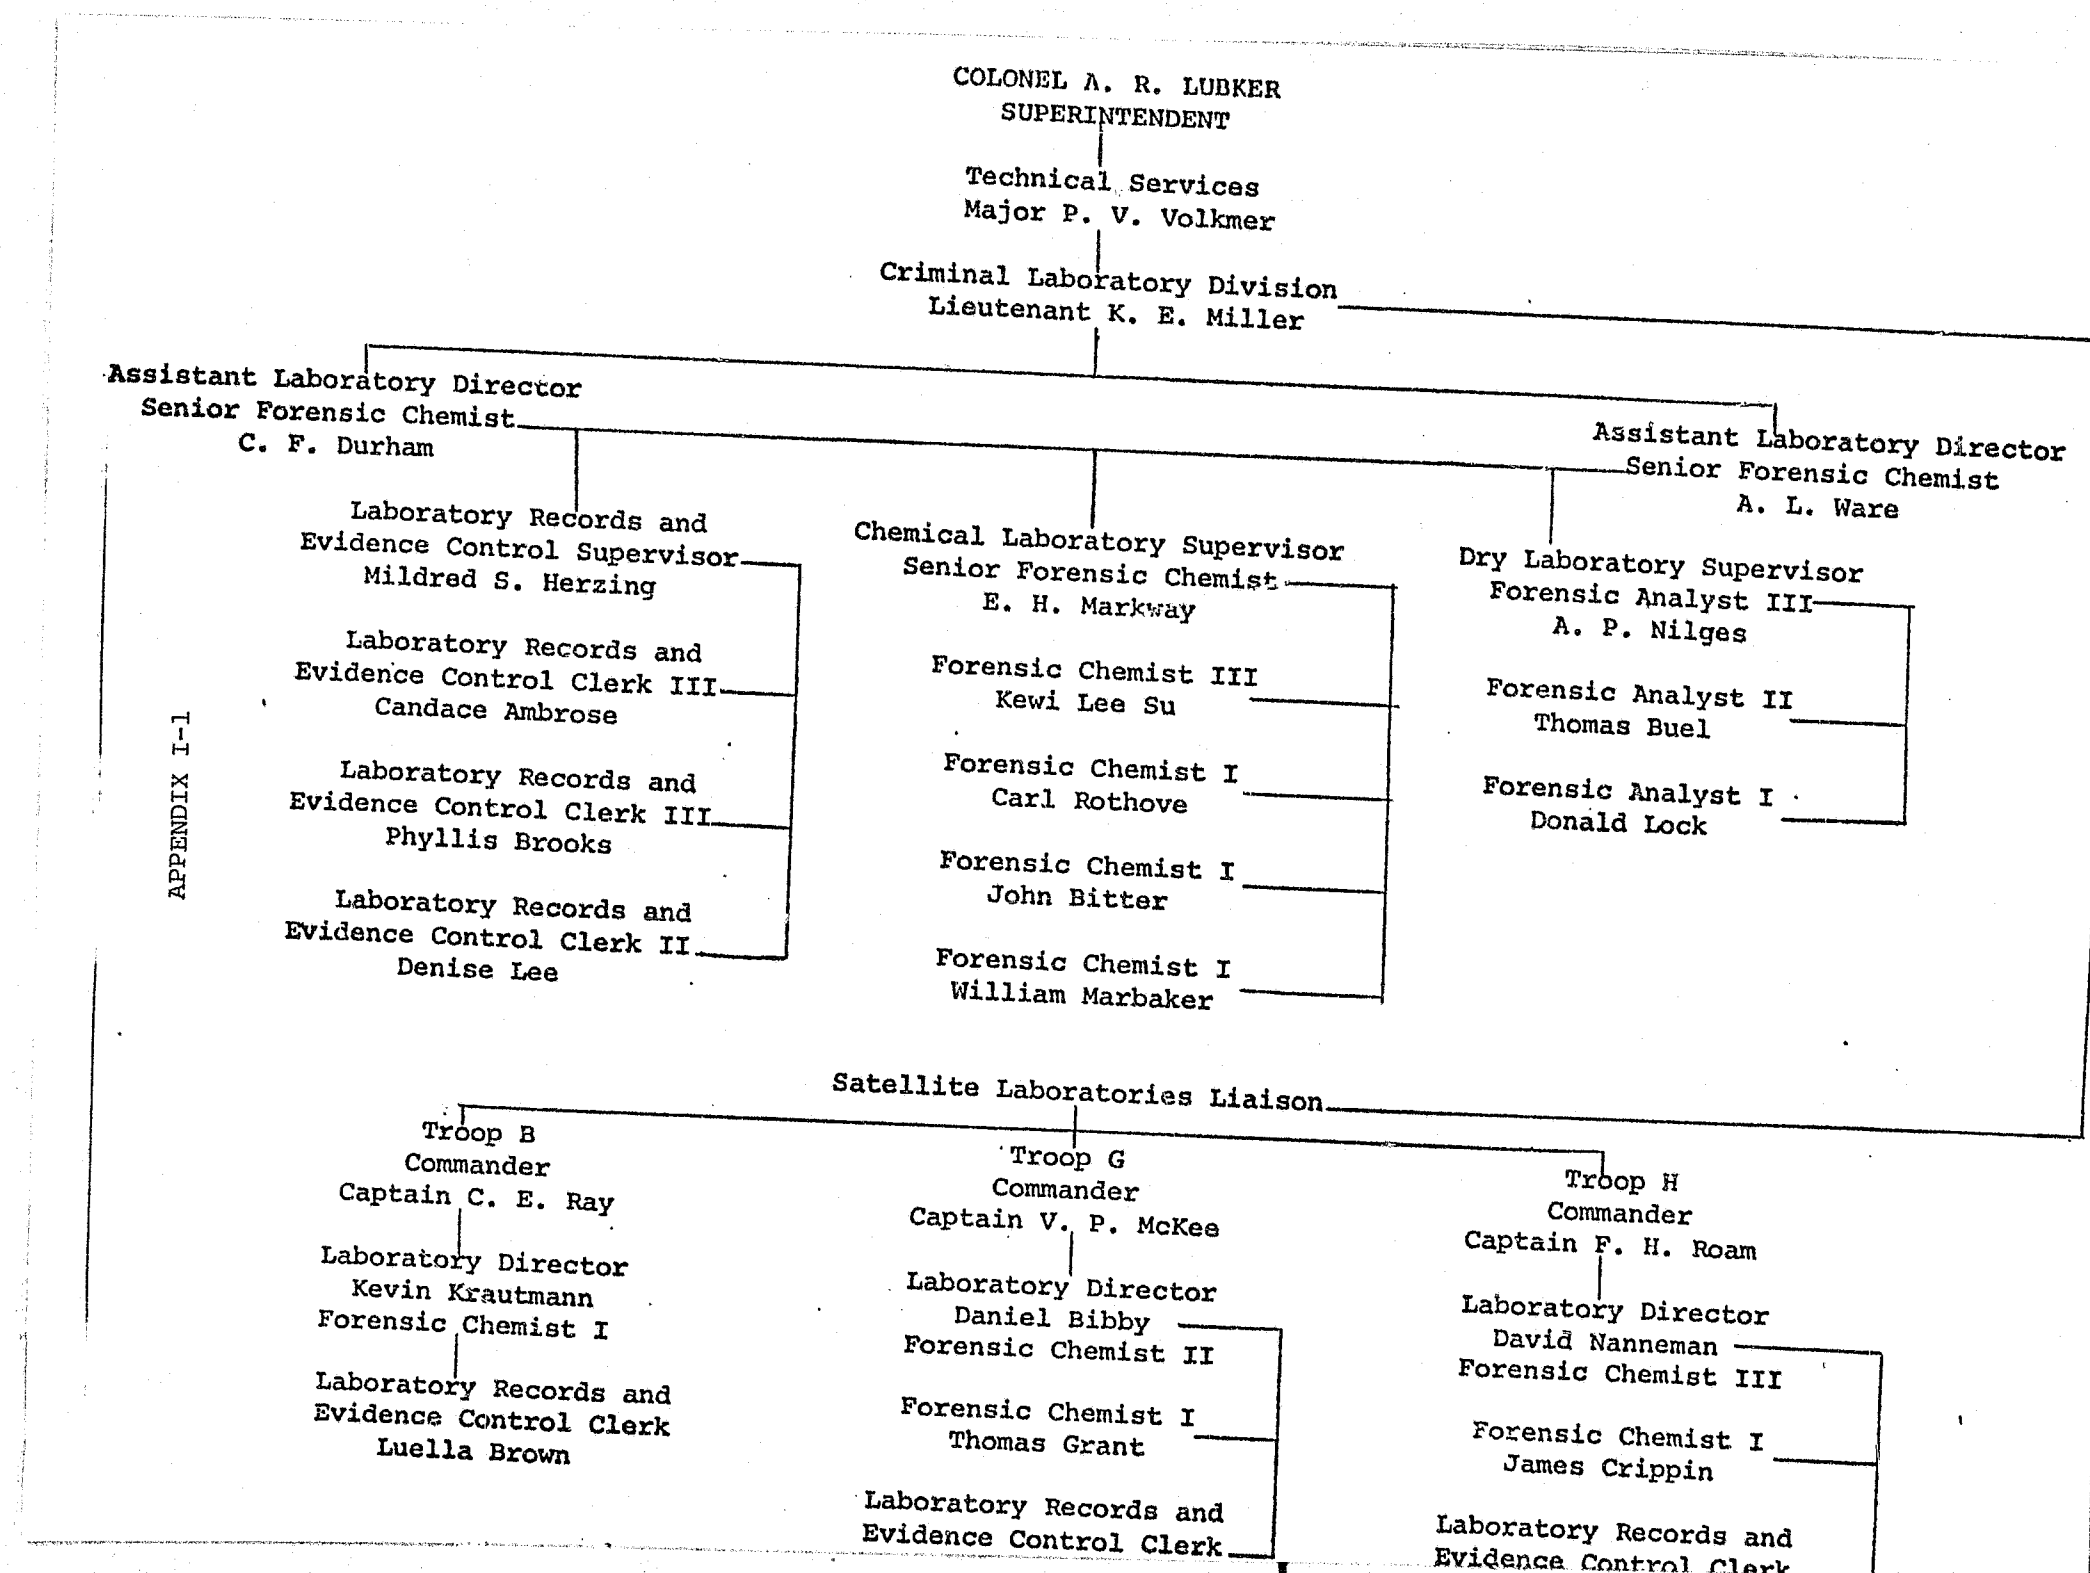 COLONEL A. R. LUBKER
SUPERINTENDENT
Technical Services
Major P. V. Volkmer
Criminal Laboratory Division
Lieutenant K. E. Miller
Assistant Laboratory Director
Senior Forensic Chemist
C. F. Durham
Assistant Laboratory Director
Senior Forensic Chemist
A. L. Ware
Laboratory Records and
Evidence Control Supervisor
Mildred S. Herzing
Laboratory Records and
Evidence Control Clerk III
Candace Ambrose
Laboratory Records and
Evidence Control Clerk III
Phyllis Brooks
Laboratory Records and
Evidence Control Clerk II
Denise Lee
Chemical Laboratory Supervisor
Senior Forensic Chemist
E. H. Markway
Forensic Chemist III
Kewi Lee Su
Forensic Chemist I
Carl Rothove
Forensic Chemist I
John Bitter
Forensic Chemist I
William Marbaker
Dry Laboratory Supervisor
Forensic Analyst III
A. P. Nilges
Forensic Analyst II
Thomas Buel
Forensic Analyst I
Donald Lock
APPENDIX I-1
Satellite Laboratories Liaison
Troop B
Commander
Captain C. E. Ray
Laboratory Director
Kevin Krautmann
Forensic Chemist I
Laboratory Records and
Evidence Control Clerk
Luella Brown
Troop G
Commander
Captain V. P. McKee
Laboratory Director
Daniel Bibby
Forensic Chemist II
Forensic Chemist I
Thomas Grant
Laboratory Records and
Evidence Control Clerk
Troop H
Commander
Captain F. H. Roam
Laboratory Director
David Nanneman
Forensic Chemist III
Forensic Chemist I
James Crippin
Laboratory Records and
Evidence Control Clerk